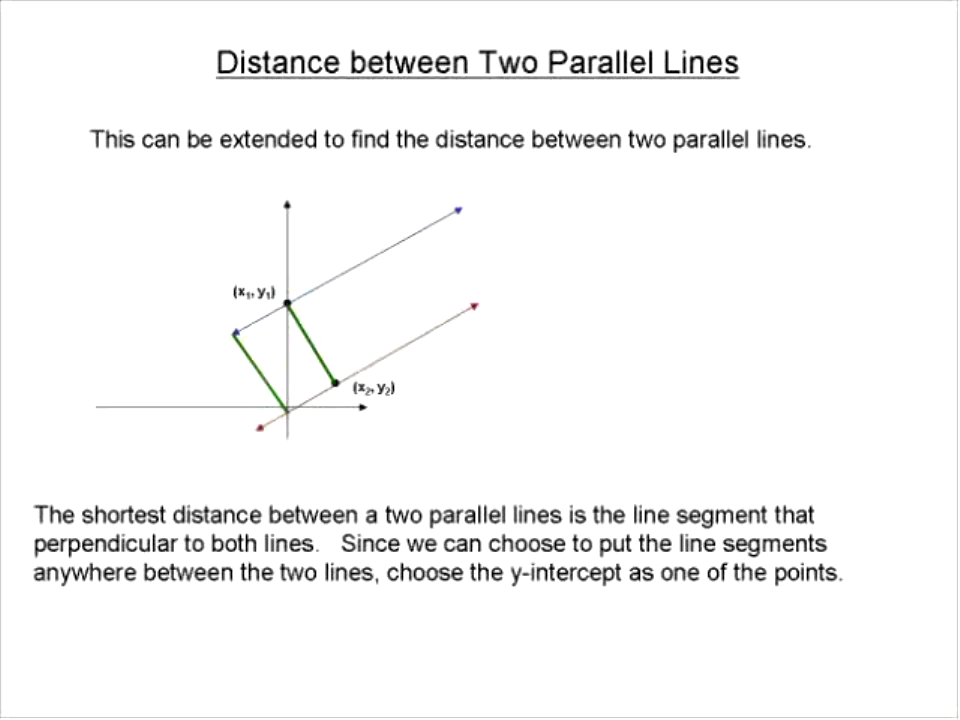 Distance between Two Parallel Lines
This can be extended to find the distance between two parallel lines.
(x₁, y₁)
(x₂, y₂)
The shortest distance between a two parallel lines is the line segment that
perpendicular to both lines. Since we can choose to put the line segments
anywhere between the two lines, choose the y-intercept as one of the points.